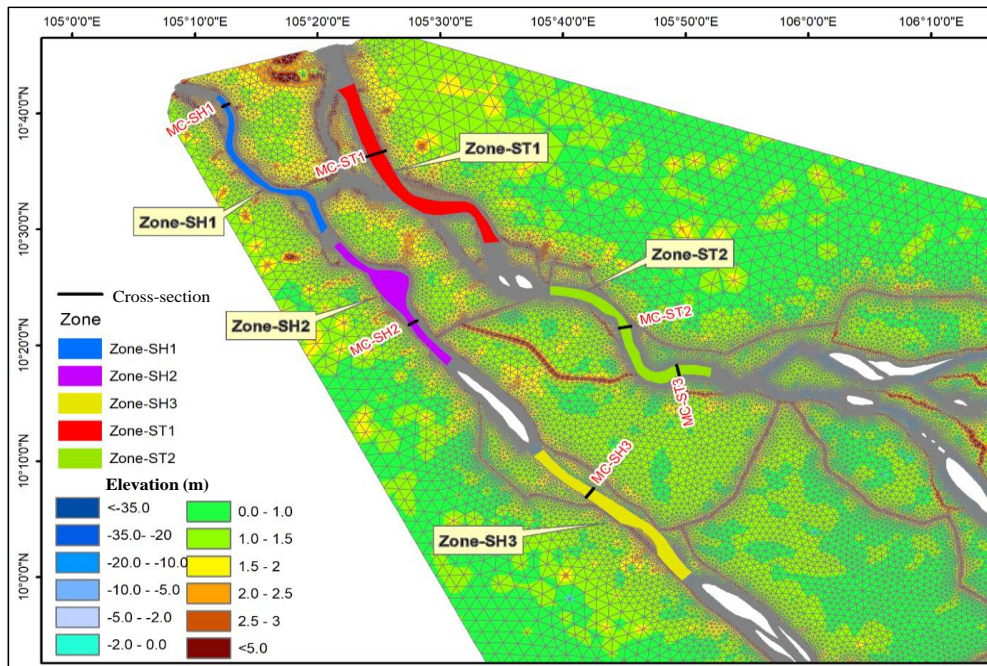 105°0'0"E 105°10'0"E 105°20'0"E 105°30'0"E 105°40'0"E 105°50'0"E 106°0'0"E 106°10'0"E
10°40'0"N
10°30'0"N
10°20'0"N
10°10'0"N
10°0'0"N
MC-SH1
MC-ST1
Zone-ST1
Zone-SH1
Zone-ST2
MC-ST2
Zone-SH2
MC-SH2
MC-ST3
MC-SH3
Zone-SH3
Cross-section
Zone
Zone-SH1
Zone-SH2
Zone-SH3
Zone-ST1
Zone-ST2
Elevation (m)
<-35.0
-35.0- -20
-20.0 - -10.0
-10.0 - -5.0
-5.0 - -2.0
-2.0 - 0.0
0.0 - 1.0
1.0 - 1.5
1.5 - 2
2.0 - 2.5
2.5 - 3
<5.0